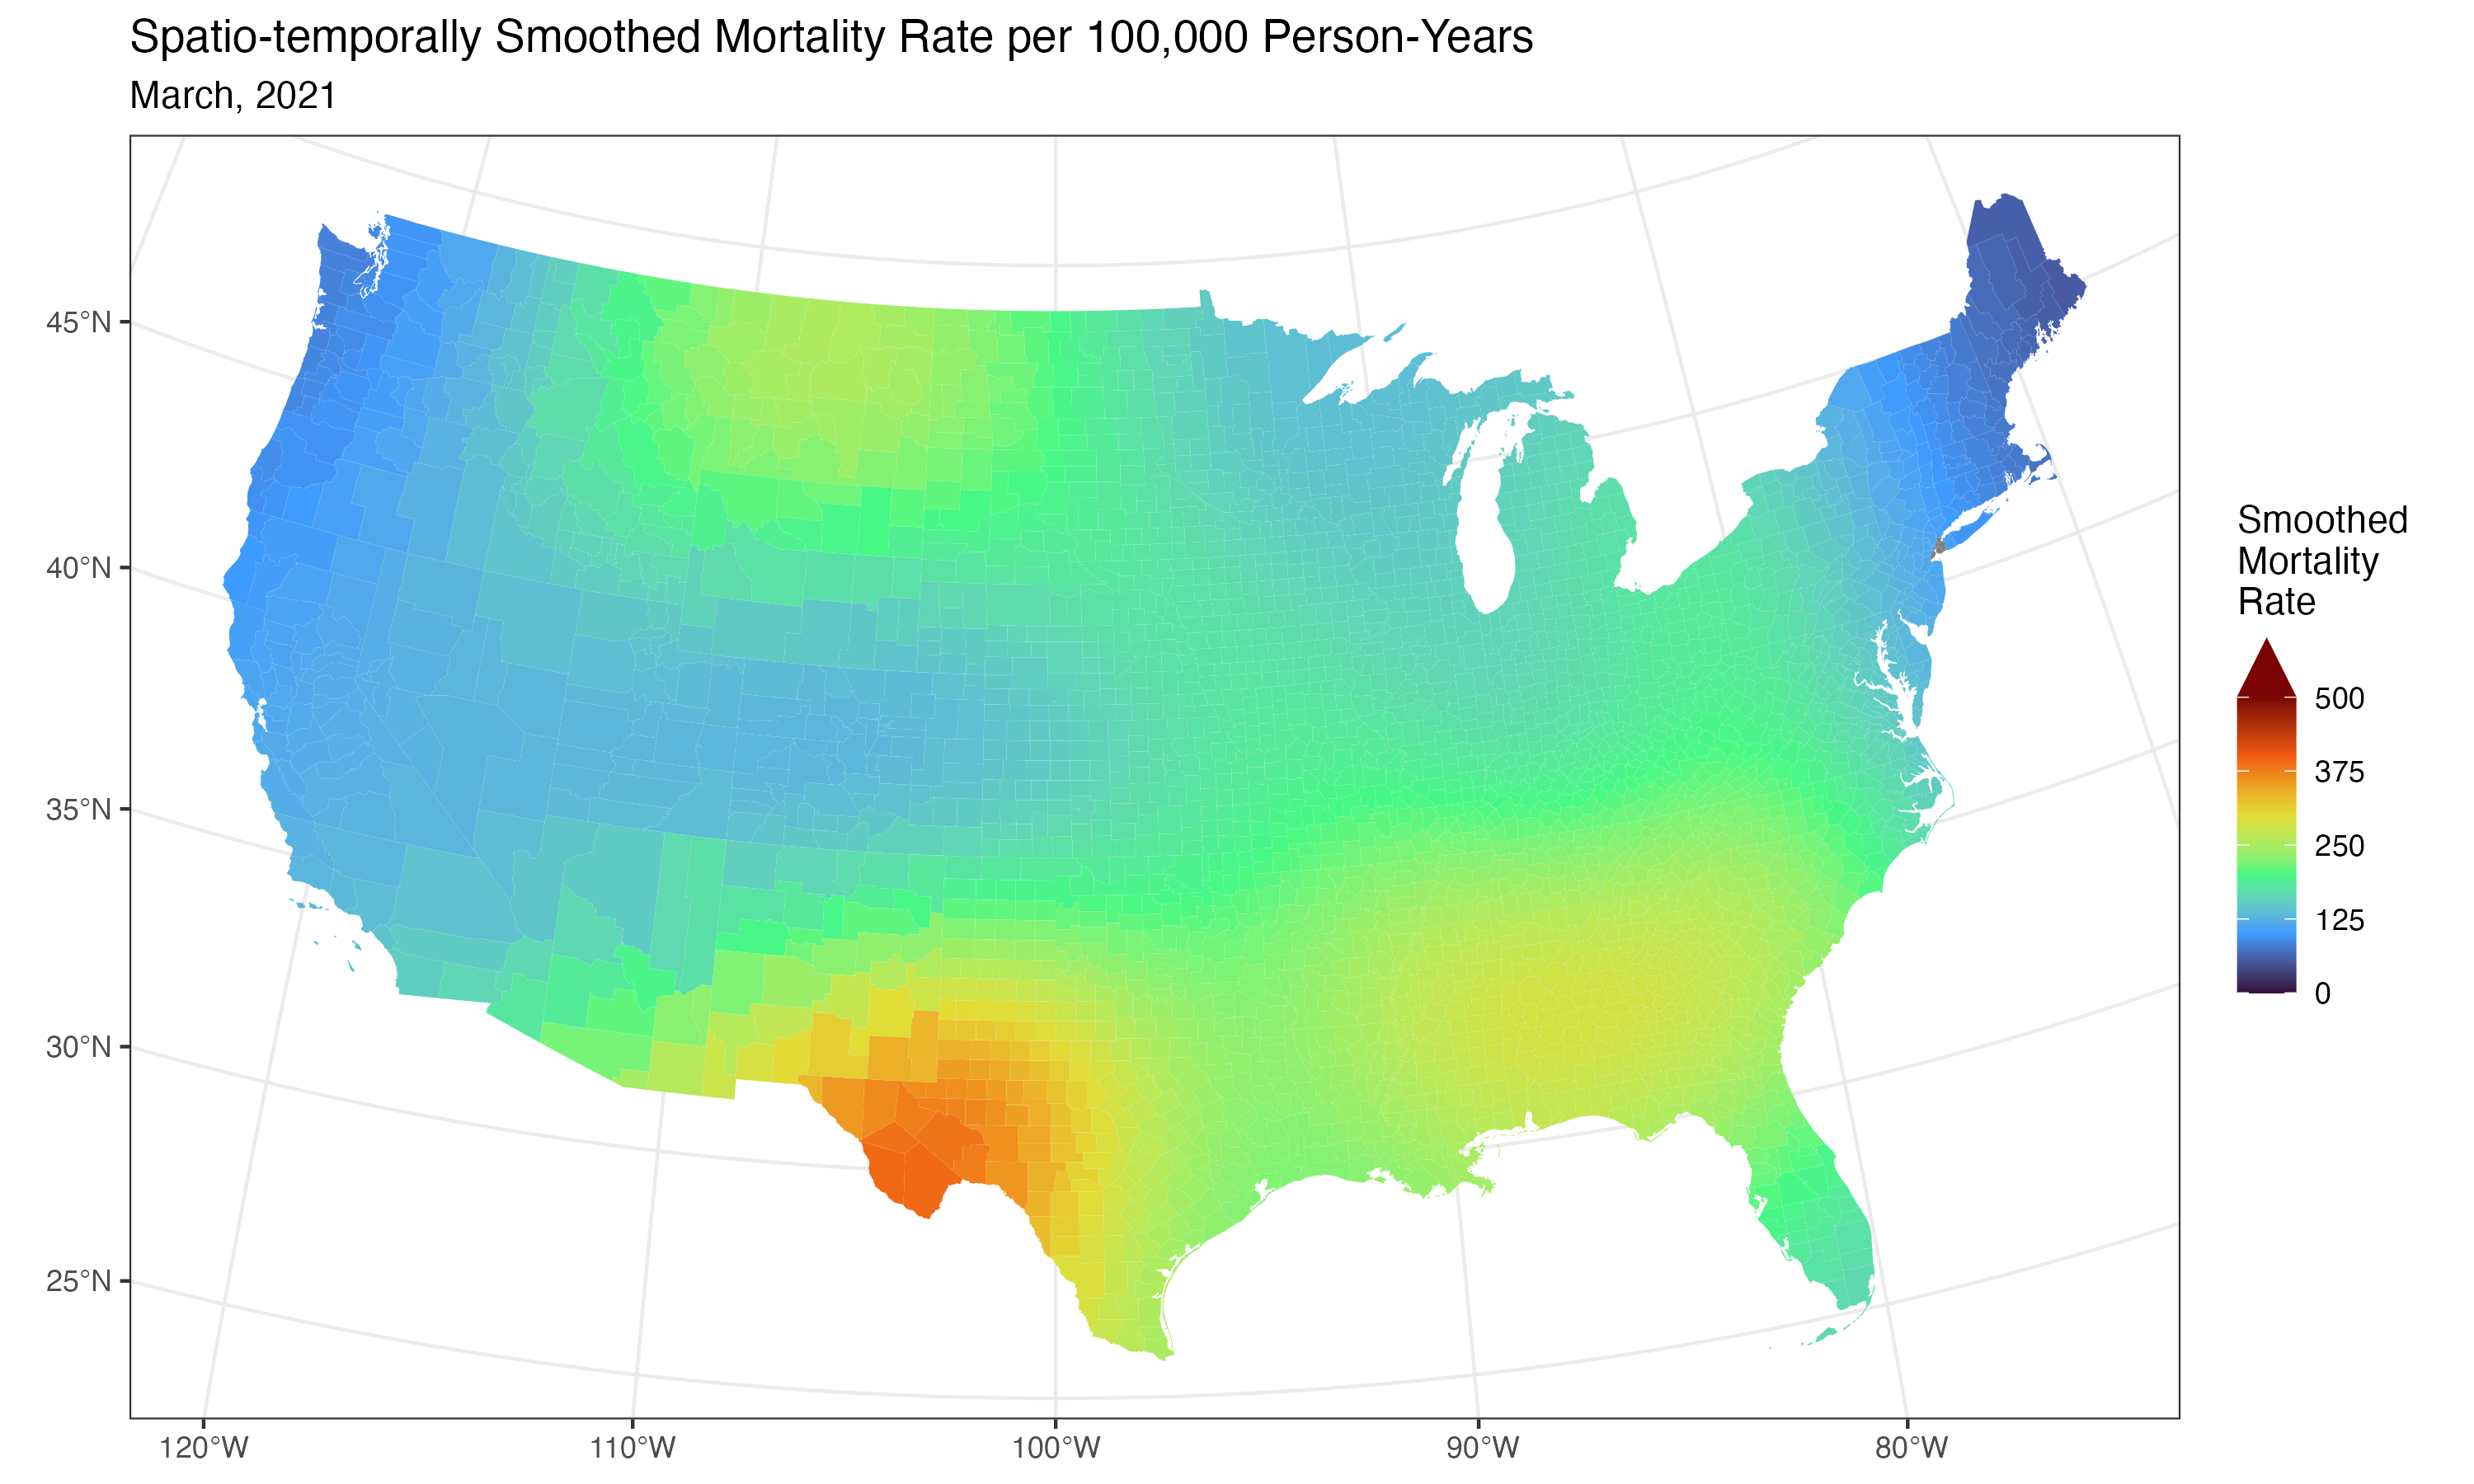 Spatio-temporally Smoothed Mortality Rate per 100,000 Person-Years
March, 2021
45°N
40°N
35°N
30°N
25°N
120°W
110°W
100°W
90°W
80°W
Smoothed
Mortality
Rate
500
375
250
125
0